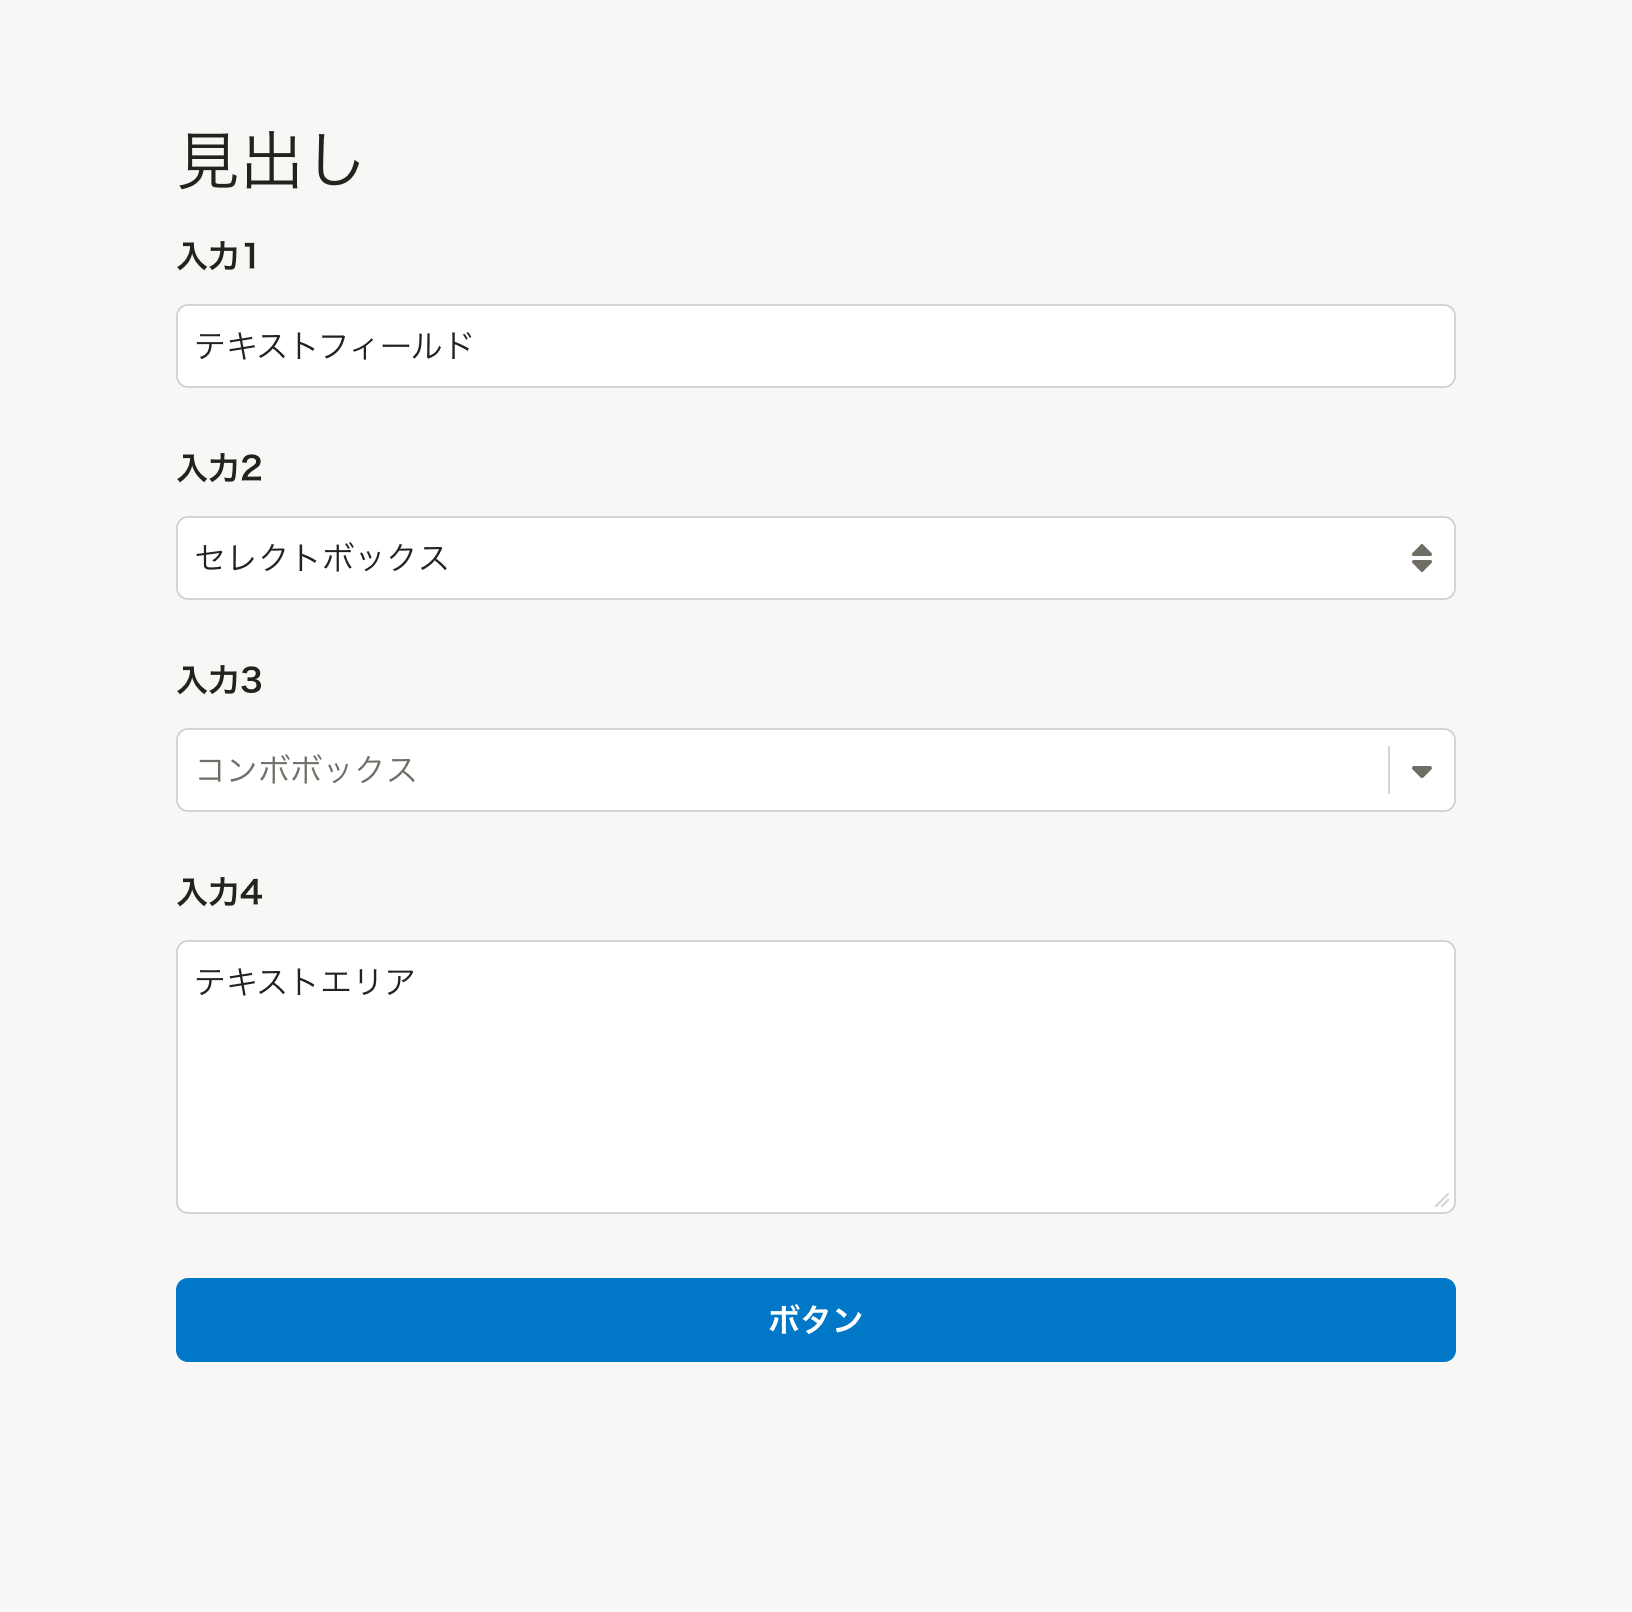 見出し
入力1
テキストフィールド
入力2
セレクトボックス
入力3
コンボボックス
入力4
テキストエリア
ボタン